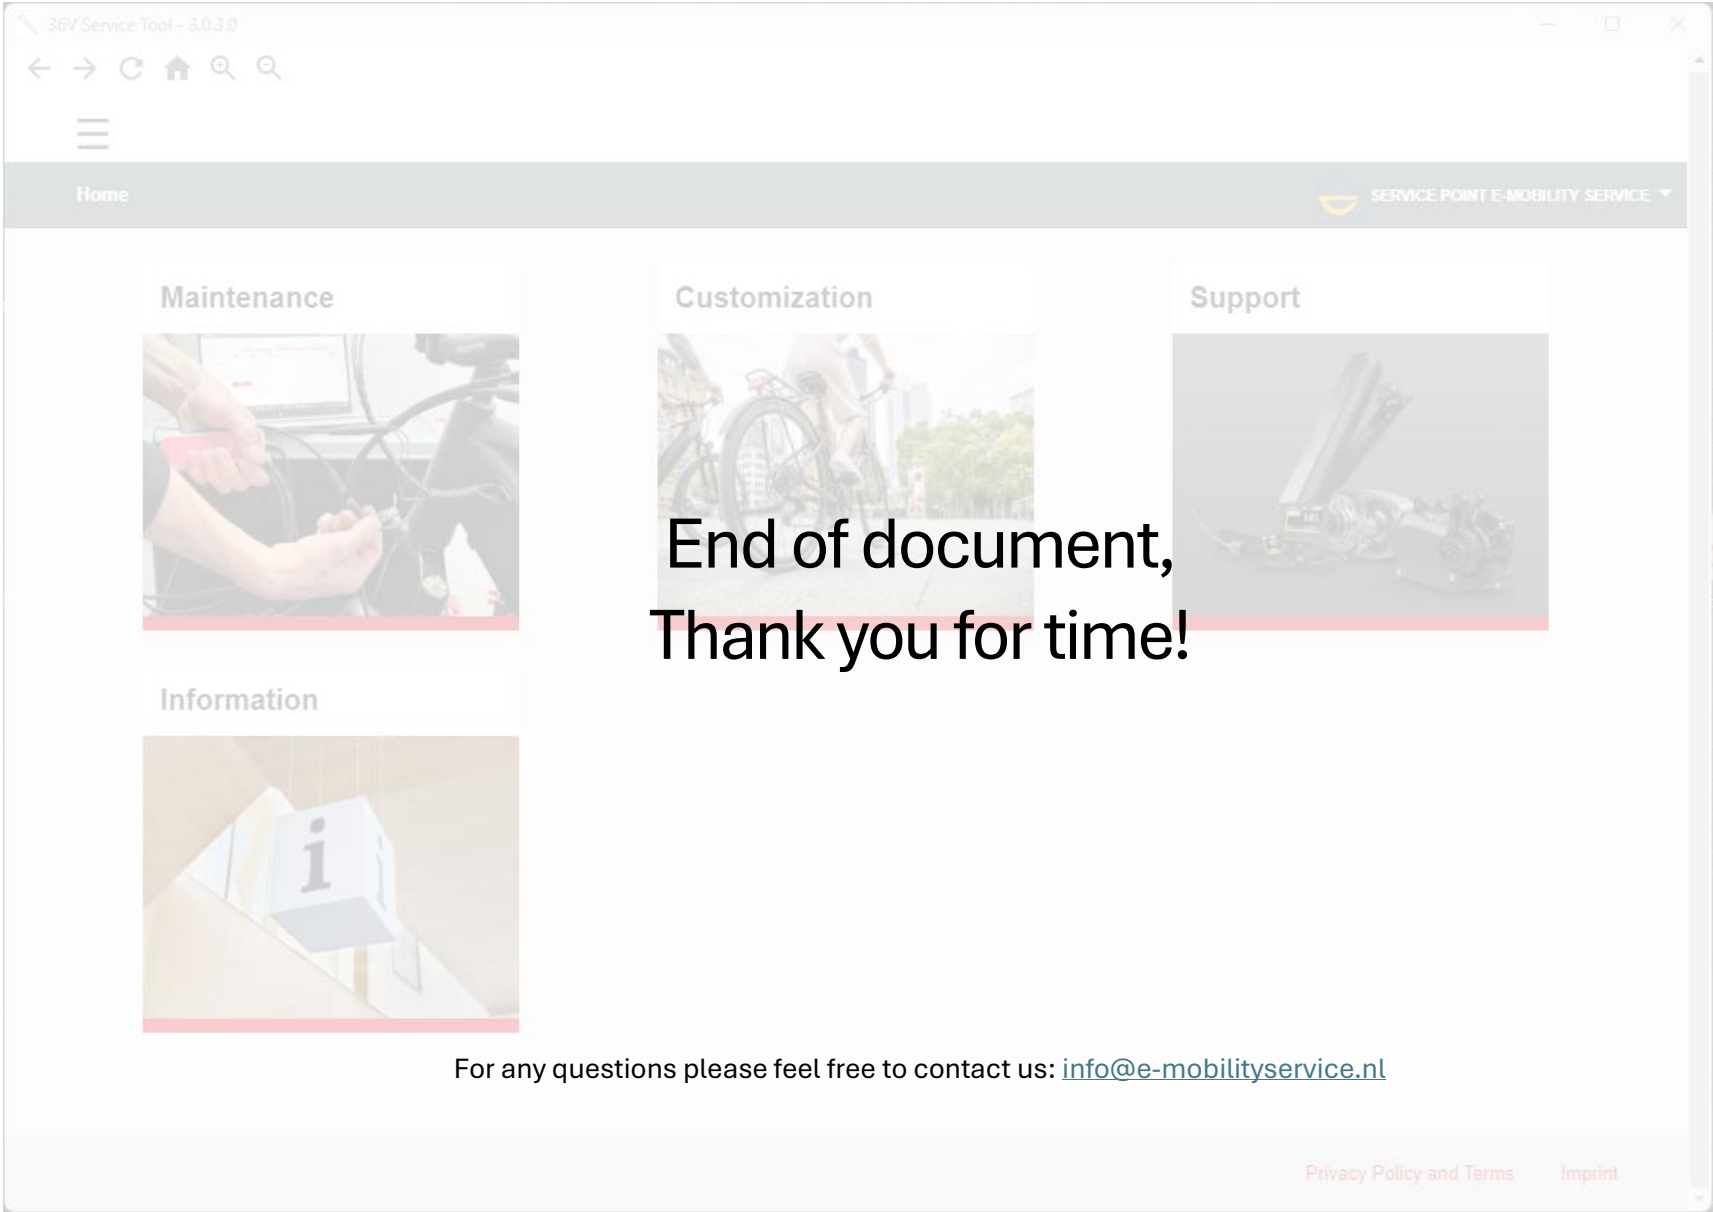 36V Service Tool - 3.0.3.0
Home
SERVICE POINT E-MOBILITY SERVICE
Maintenance
Customization
Support
End of document,
Thank you for time!
Information
i
For any questions please feel free to contact us: info@e-mobilityservice.nl
Privacy Policy and Terms
Imprint